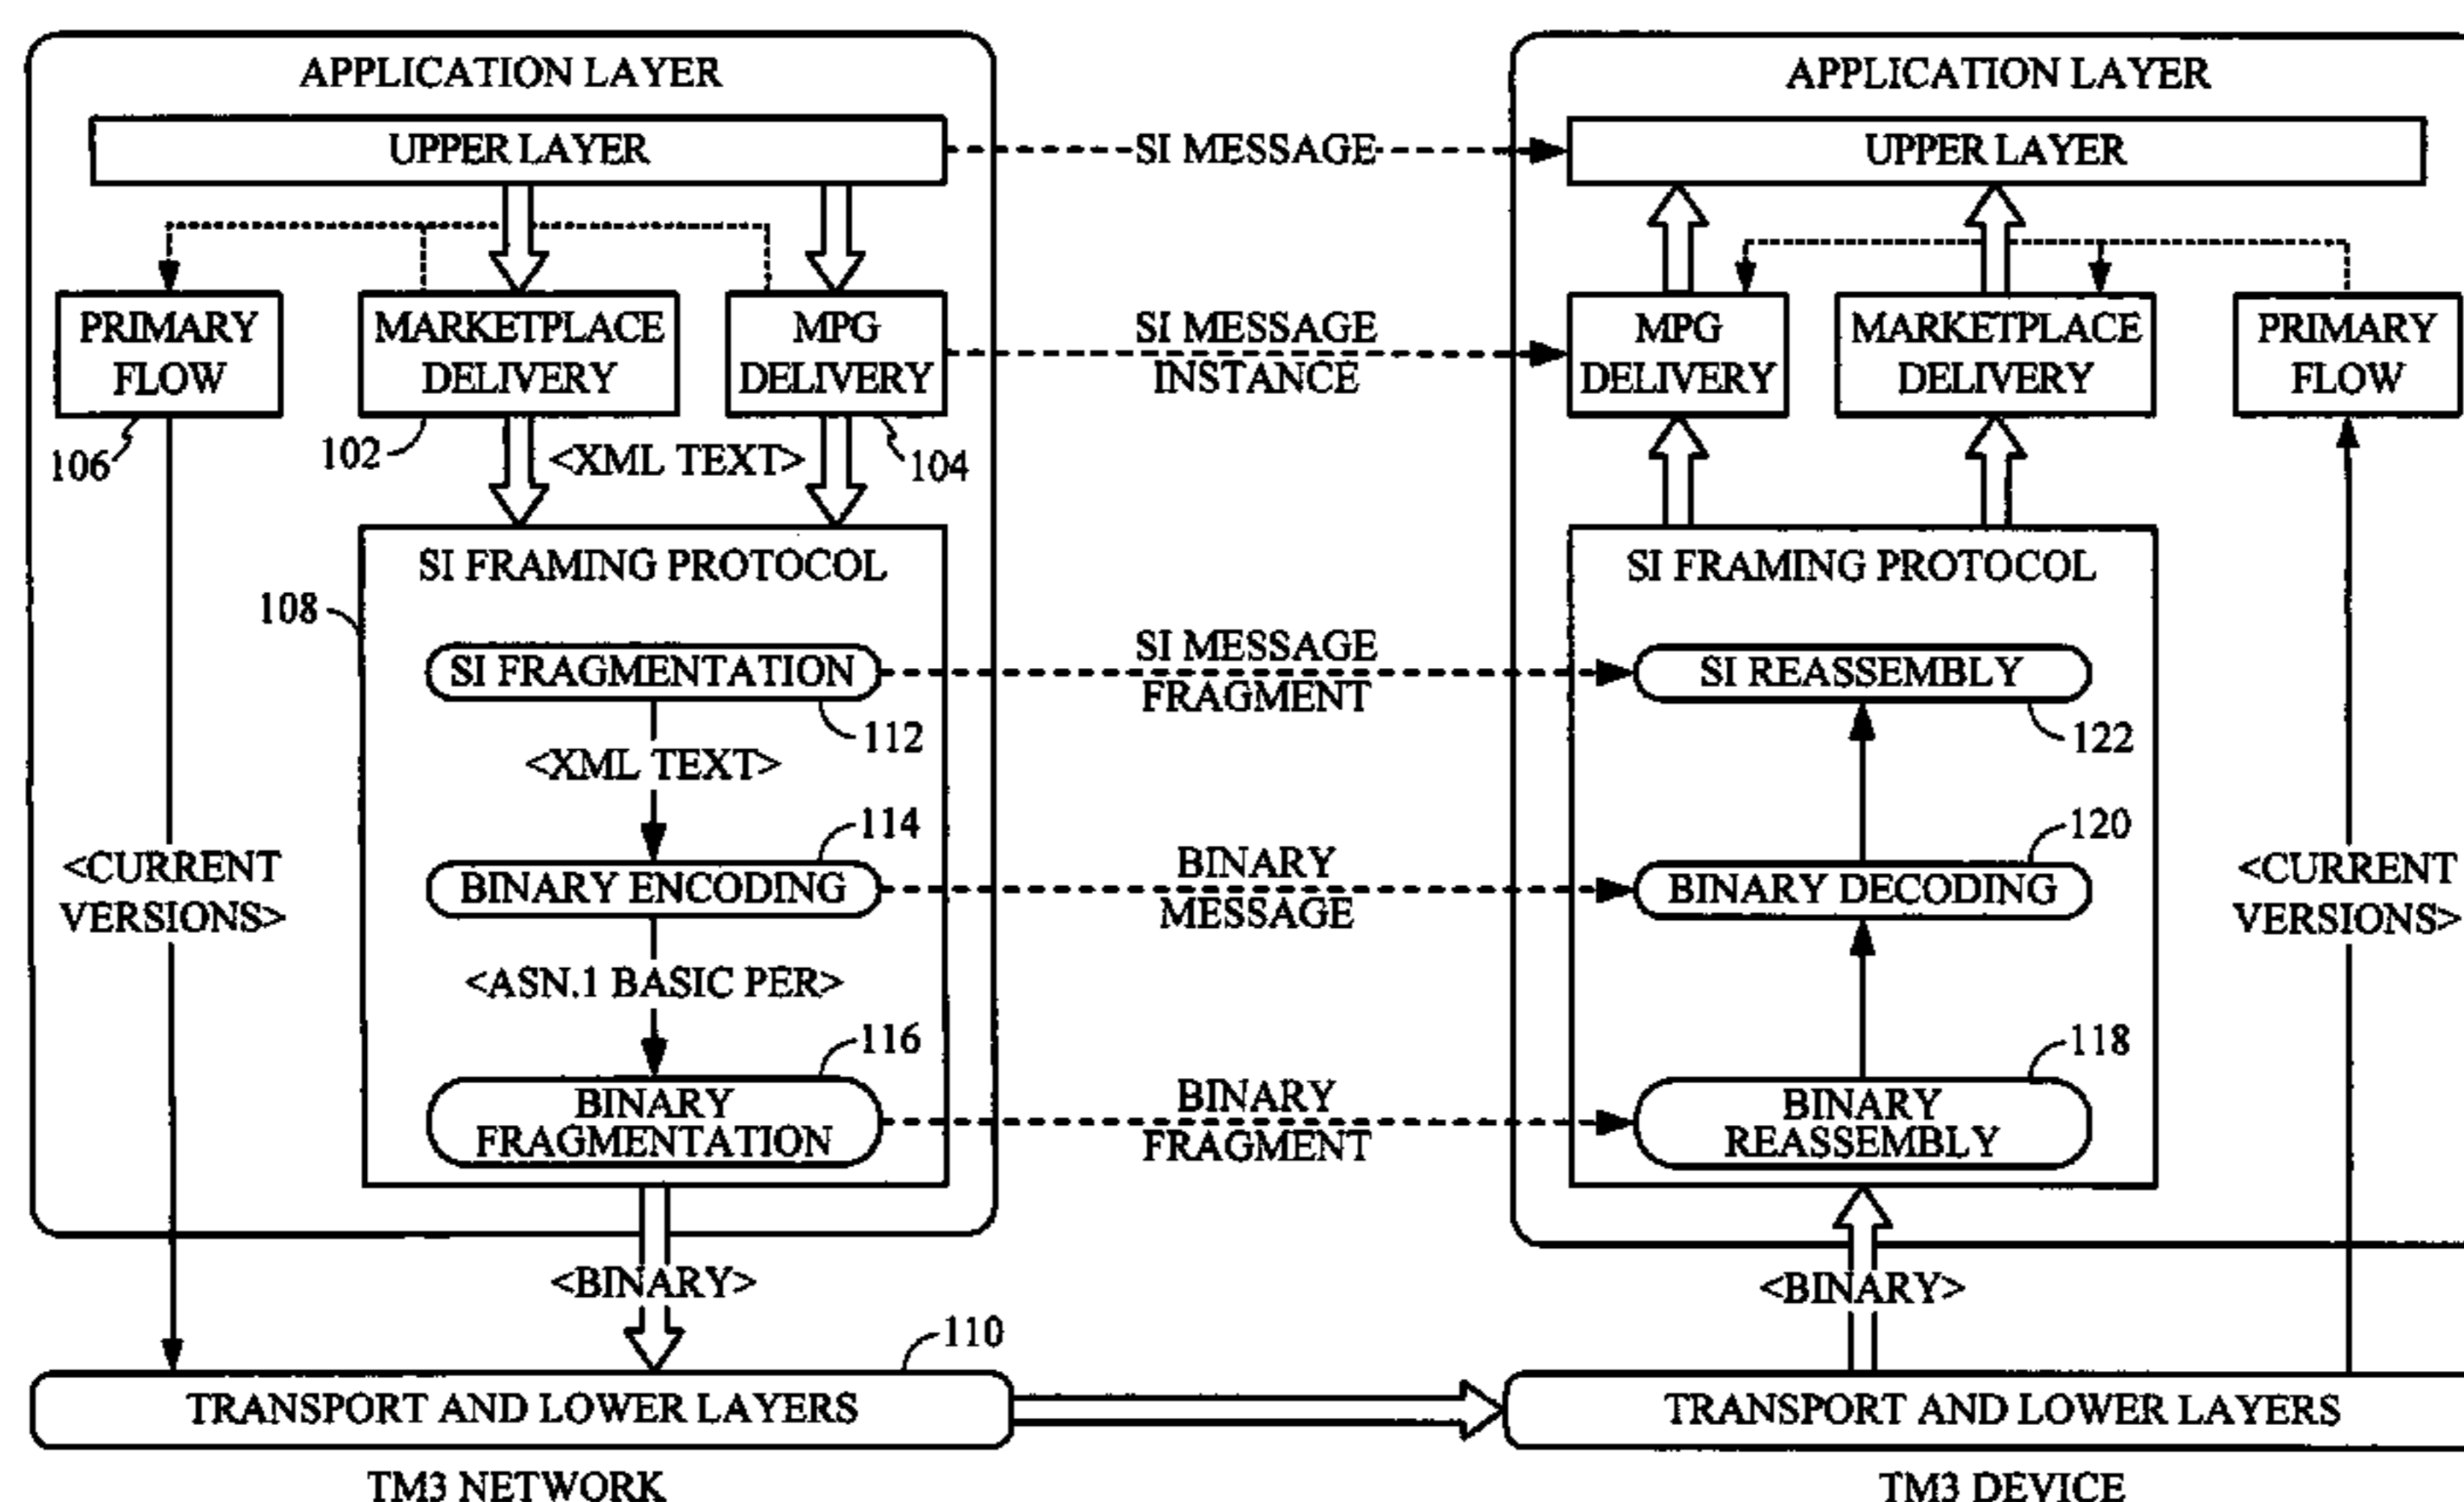 APPLICATION LAYER
APPLICATION LAYER
UPPER LAYER
SI MESSAGE
UPPER LAYER
PRIMARY
FLOW
MARKETPLACE
DELIVERY
MPG
DELIVERY
SI MESSAGE
INSTANCE
MPG
DELIVERY
MARKETPLACE
DELIVERY
PRIMARY
FLOW
106
102
<XML TEXT>
104
SI FRAMING PROTOCOL
SI FRAMING PROTOCOL
108
SI FRAGMENTATION
SI MESSAGE
FRAGMENT
SI REASSEMBLY
112
122
<XML TEXT>
114
120
<CURRENT
VERSIONS>
BINARY ENCODING
BINARY
MESSAGE
BINARY DECODING
<CURRENT
VERSIONS>
<ASN.1 BASIC PER>
116
118
BINARY
FRAGMENTATION
BINARY
FRAGMENT
BINARY
REASSEMBLY
<BINARY>
<BINARY>
110
TRANSPORT AND LOWER LAYERS
TRANSPORT AND LOWER LAYERS
TM3 NETWORK
TM3 DEVICE